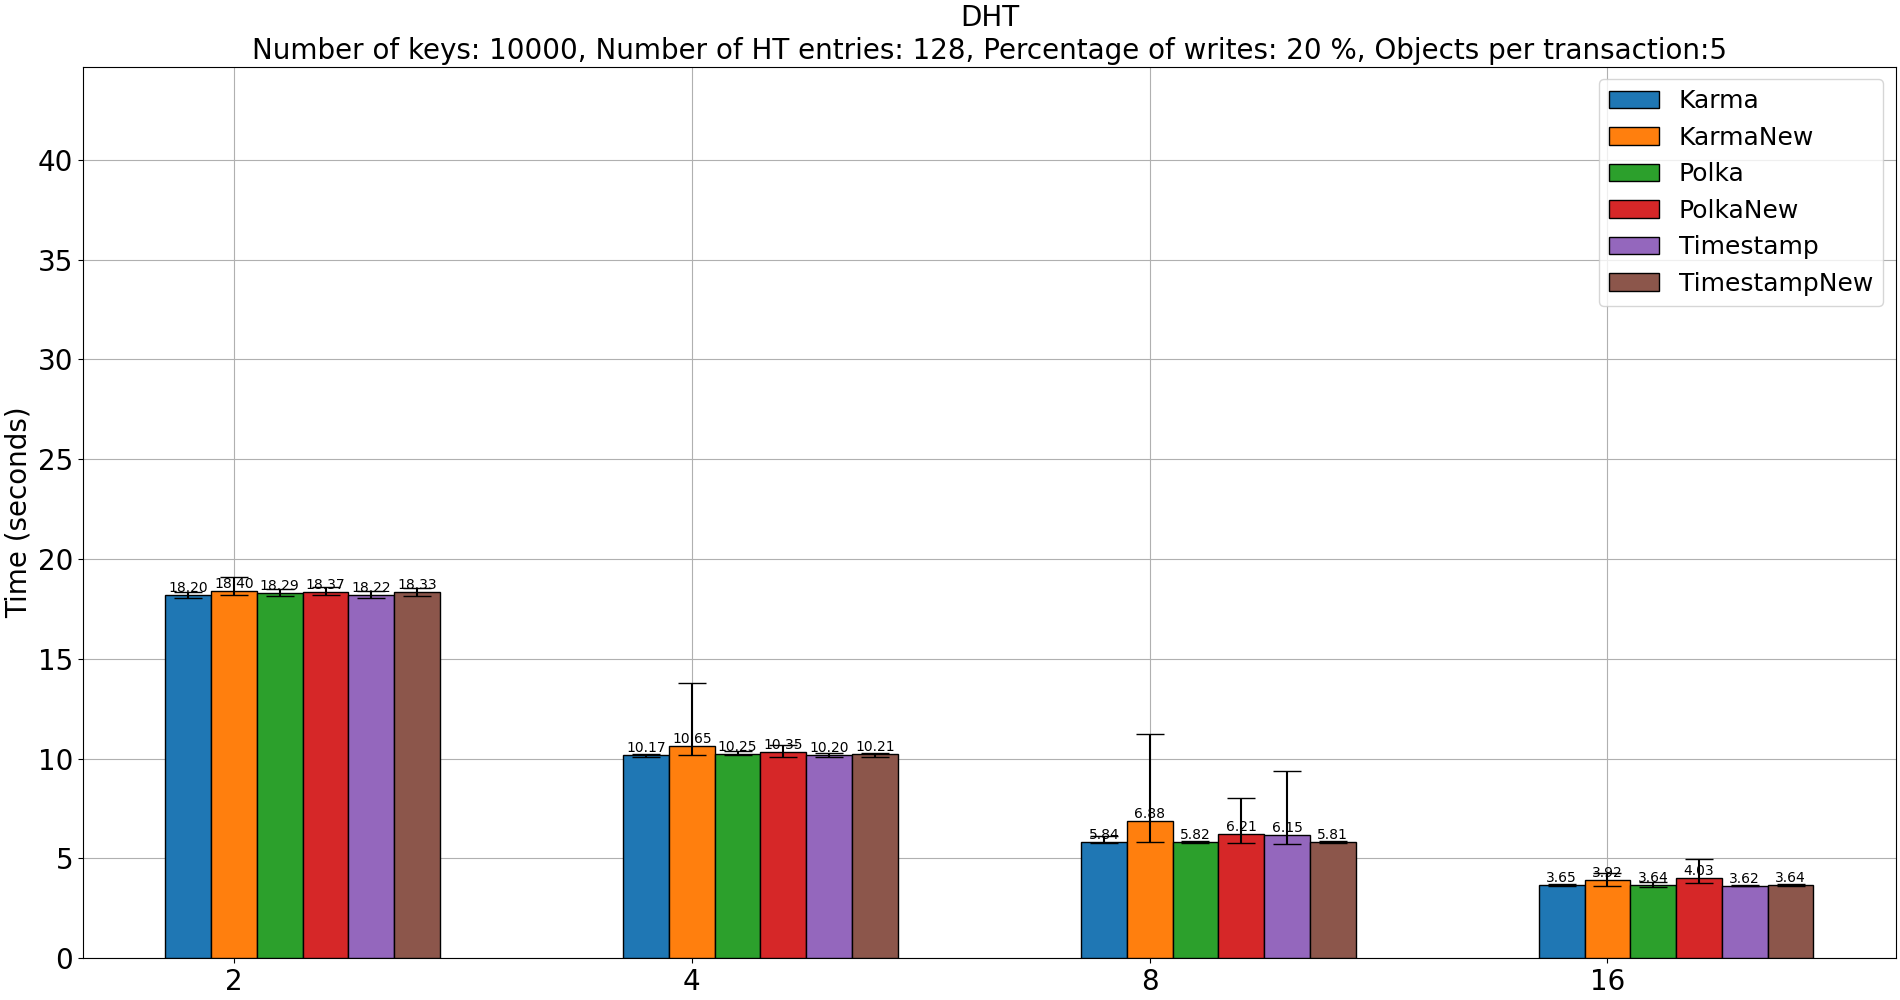 DHT
Number of keys: 10000, Number of HT entries: 128, Percentage of writes: 20 %, Objects per transaction:5
Karma
KarmaNew
Polka
PolkaNew
Timestamp
TimestampNew
Time (seconds)
40
35
30
25
20
15
10
5
0
18.20 18.40 18.29 18.37 18.22 18.33
10.17 10.65 10.25 10.35 10.20 10.21
5.84 6.88 5.82 6.21 6.15 5.81
3.65 3.92 3.64 4.03 3.62 3.64
2 4 8 16